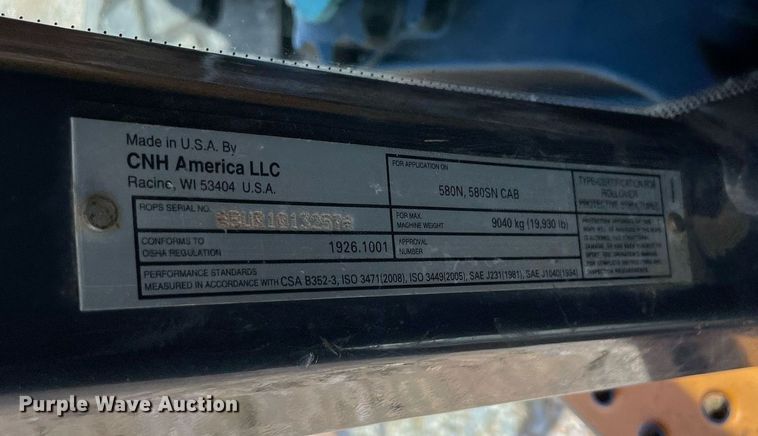 Made in U.S.A. By
CNH America LLC
Racine, WI 53404 U.S.A.
FOR APPLICATION ON
580N, 580SN CAB
TYPE-CERTIFICATION FOR
ROLLOVER
PROTECTIVE STRUCTURES
ROPS SERIAL NO.
FOR MAX.
MACHINE WEIGHT
9040 kg (19,930 lb)
CONFORMS TO
OSHA REGULATION
1926.1001
APPROVAL
NUMBER
PERFORMANCE STANDARDS
MEASURED IN ACCORDANCE WITH CSA B352-3, ISO 3471(2008), ISO 3449(2005), SAE J231(1981), SAE J1040(1994)
Purple Wave Auction